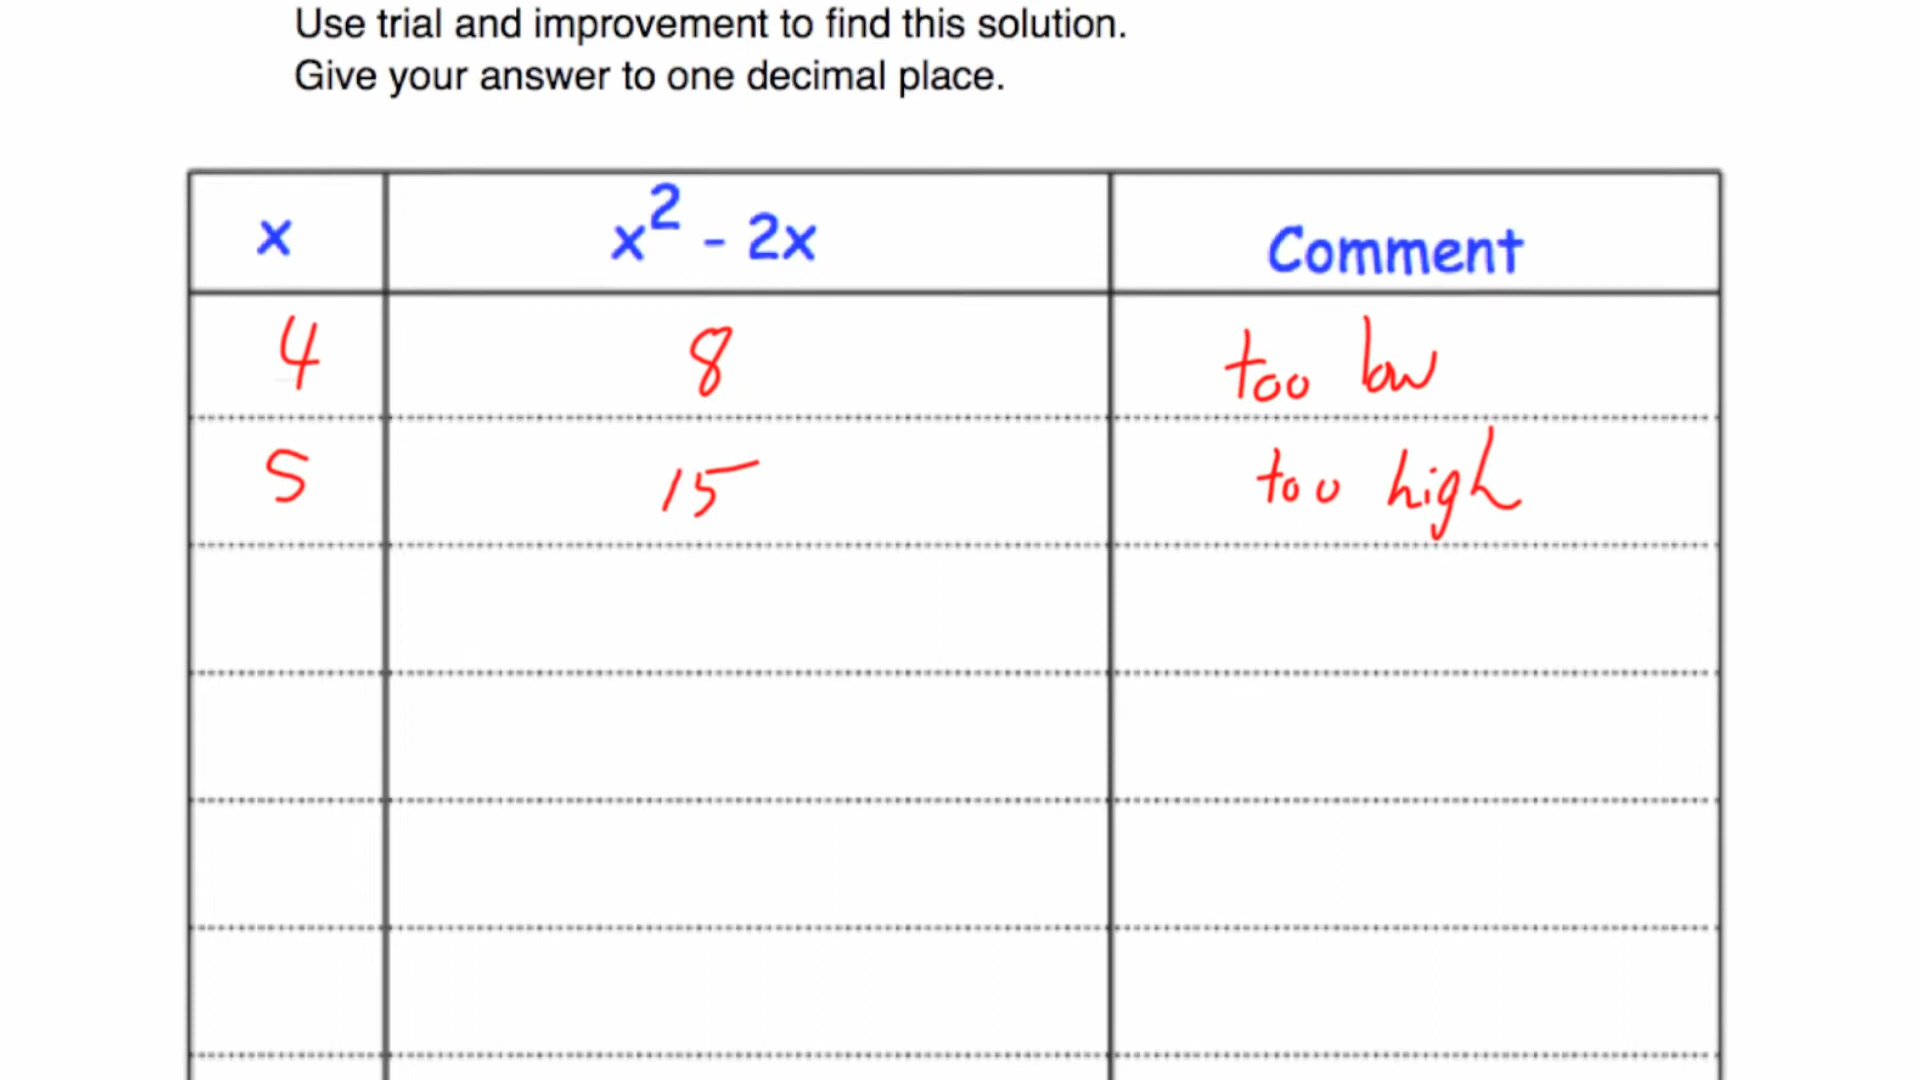 Use trial and improvement to find this solution.
Give your answer to one decimal place.
x x² - 2x Comment
4 8 too low
5 15 too high